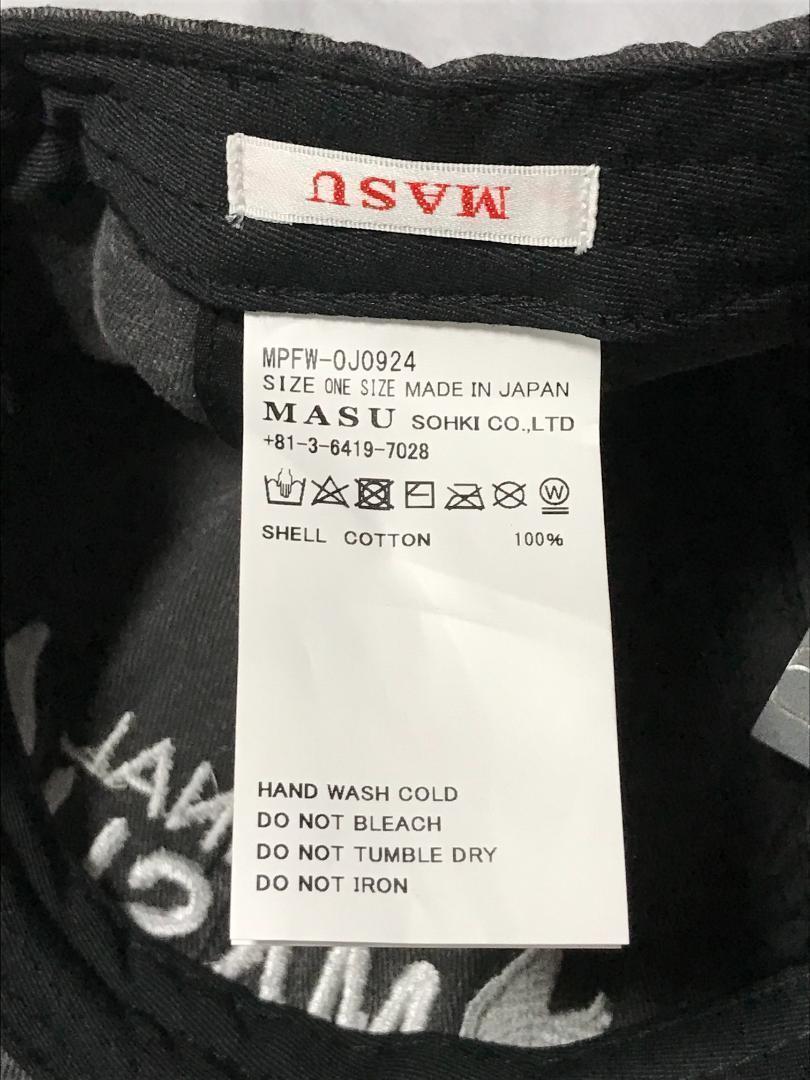 MASU
MPFW-0J0924
SIZE ONE SIZE MADE IN JAPAN
MASU SOHKI CO.,LTD
+81-3-6419-7028
W
SHELL COTTON 100%
HAND WASH COLD
DO NOT BLEACH
DO NOT TUMBLE DRY
DO NOT IRON